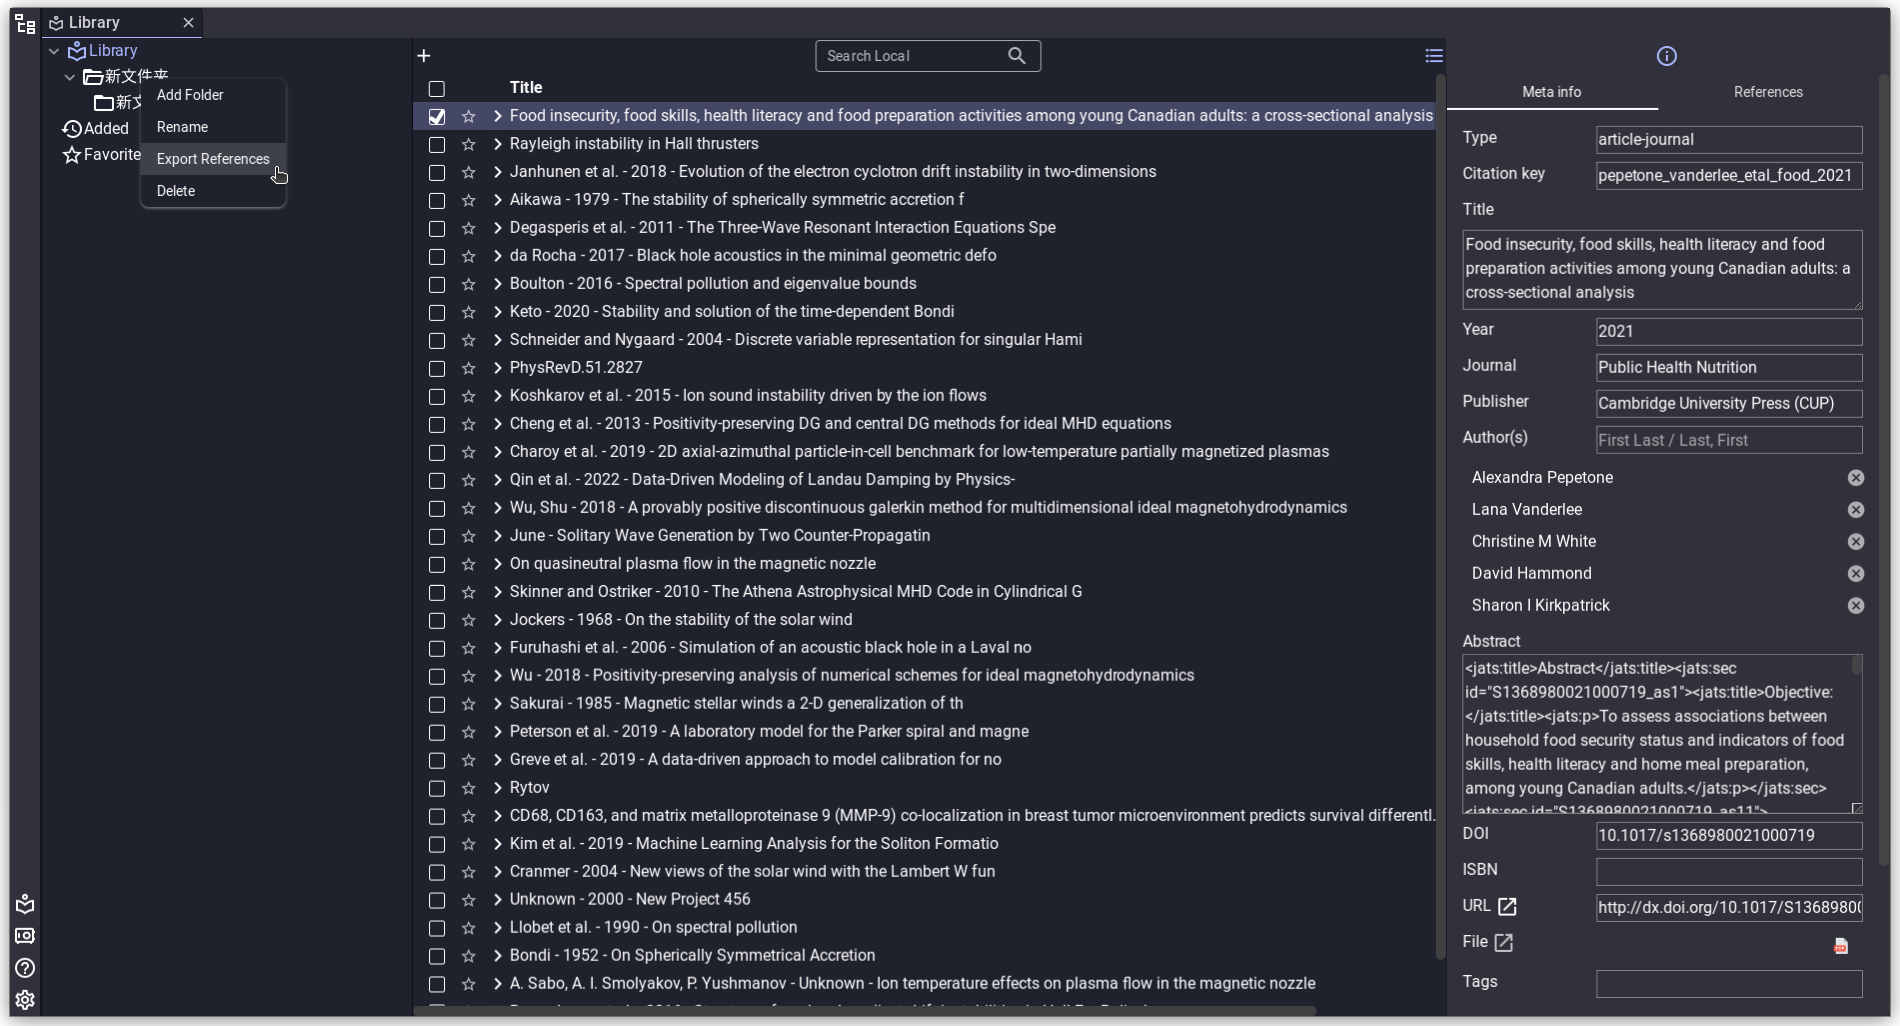 Library
Library
新文件夹
新文
Added
Favorite
Add Folder
Rename
Export References
Delete
Search Local
Title
Food insecurity, food skills, health literacy and food preparation activities among young Canadian adults: a cross-sectional analysis
Rayleigh instability in Hall thrusters
Janhunen et al. - 2018 - Evolution of the electron cyclotron drift instability in two-dimensions
Aikawa - 1979 - The stability of spherically symmetric accretion f
Degasperis et al. - 2011 - The Three-Wave Resonant Interaction Equations Spe
da Rocha - 2017 - Black hole acoustics in the minimal geometric defo
Boulton - 2016 - Spectral pollution and eigenvalue bounds
Keto - 2020 - Stability and solution of the time-dependent Bondi
Schneider and Nygaard - 2004 - Discrete variable representation for singular Hami
PhysRevD.51.2827
Koshkarov et al. - 2015 - Ion sound instability driven by the ion flows
Cheng et al. - 2013 - Positivity-preserving DG and central DG methods for ideal MHD equations
Charoy et al. - 2019 - 2D axial-azimuthal particle-in-cell benchmark for low-temperature partially magnetized plasmas
Qin et al. - 2022 - Data-Driven Modeling of Landau Damping by Physics-
Wu, Shu - 2018 - A provably positive discontinuous galerkin method for multidimensional ideal magnetohydrodynamics
June - Solitary Wave Generation by Two Counter-Propagatin
On quasineutral plasma flow in the magnetic nozzle
Skinner and Ostriker - 2010 - The Athena Astrophysical MHD Code in Cylindrical G
Jockers - 1968 - On the stability of the solar wind
Furuhashi et al. - 2006 - Simulation of an acoustic black hole in a Laval no
Wu - 2018 - Positivity-preserving analysis of numerical schemes for ideal magnetohydrodynamics
Sakurai - 1985 - Magnetic stellar winds a 2-D generalization of th
Peterson et al. - 2019 - A laboratory model for the Parker spiral and magne
Greve et al. - 2019 - A data-driven approach to model calibration for no
Rytov
CD68, CD163, and matrix metalloproteinase 9 (MMP-9) co-localization in breast tumor microenvironment predicts survival differentl.
Kim et al. - 2019 - Machine Learning Analysis for the Soliton Formatio
Cranmer - 2004 - New views of the solar wind with the Lambert W fun
Unknown - 2000 - New Project 456
Llobet et al. - 1990 - On spectral pollution
Bondi - 1952 - On Spherically Symmetrical Accretion
A. Sabo, A. I. Smolyakov, P. Yushmanov - Unknown - Ion temperature effects on plasma flow in the magnetic nozzle
Meta info
References
Type
article-journal
Citation key
pepetone_vanderlee_etal_food_2021
Title
Food insecurity, food skills, health literacy and food
preparation activities among young Canadian adults: a
cross-sectional analysis
Year
2021
Journal
Public Health Nutrition
Publisher
Cambridge University Press (CUP)
Author(s)
First Last / Last, First
Alexandra Pepetone
Lana Vanderlee
Christine M White
David Hammond
Sharon I Kirkpatrick
Abstract
<jats:title>Abstract</jats:title><jats:sec
id="S1368980021000719_as1"><jats:title>Objective:
</jats:title><jats:p>To assess associations between
household food security status and indicators of food
skills, health literacy and home meal preparation,
among young Canadian adults.</jats:p></jats:sec>
<jats:sec id="S1368980021000719_as11">
DOI
10.1017/s1368980021000719
ISBN
URL
http://dx.doi.org/10.1017/S13689800
File
Tags